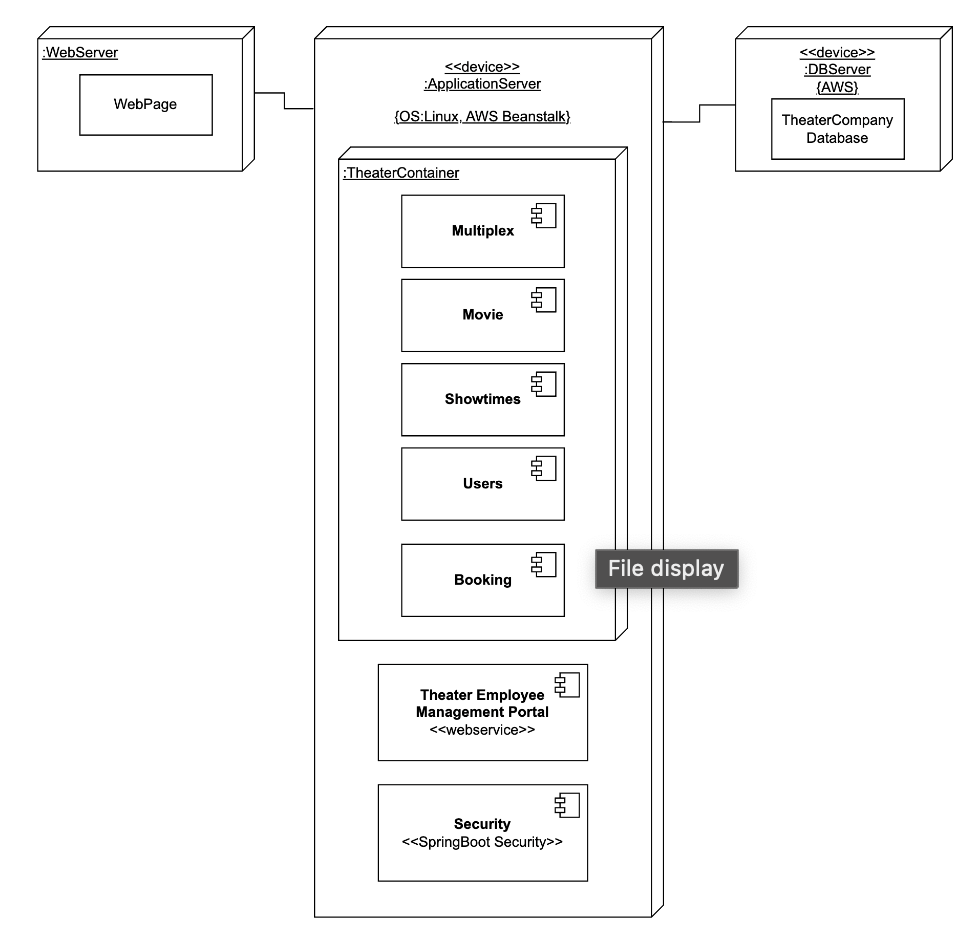 :WebServer
WebPage
<<device>>
:ApplicationServer
{OS:Linux, AWS Beanstalk}
:TheaterContainer
Multiplex
Movie
Showtimes
Users
Booking
Theater Employee
Management Portal
<<webservice>>
Security
<<SpringBoot Security>>
<<device>>
:DBServer
{AWS}
TheaterCompany
Database
File display